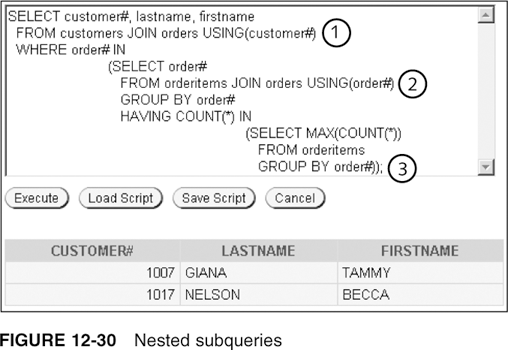 SELECT customer#, lastname, firstname
FROM customers JOIN orders USING(customer#) 1
WHERE order# IN
(SELECT order#
FROM orderitems JOIN orders USING(order#) 2
GROUP BY order#
HAVING COUNT(*) IN
(SELECT MAX(COUNT(*))
FROM orderitems
GROUP BY order#)); 3
Execute Load Script Save Script Cancel
CUSTOMER# LASTNAME FIRSTNAME
1007 GIANA TAMMY
1017 NELSON BECCA
FIGURE 12-30 Nested subqueries